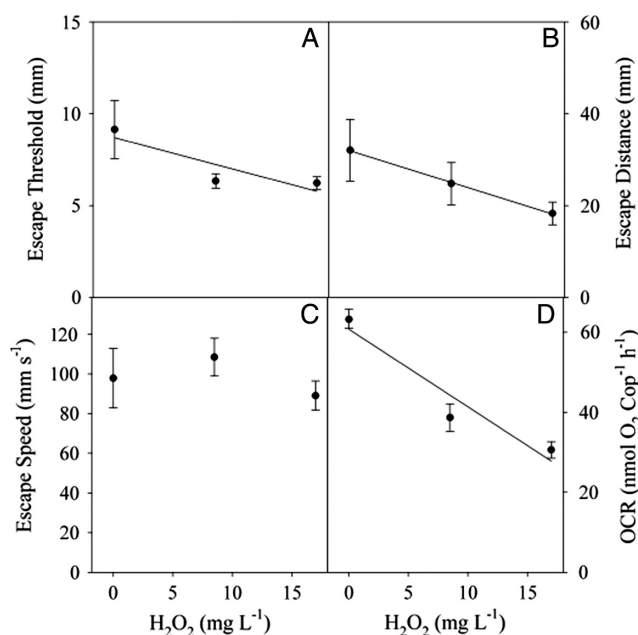 15
A
B
60
10
40
5
20
0
0
Escape Threshold (mm)
Escape Distance (mm)
120
C
D
60
100
80
40
60
40
20
20
0
0
Escape Speed (mm s⁻¹)
OCR (nmol O, Cop⁻¹ h⁻¹)
0 5 10 15
0 5 10 15
H₂O₂ (mg L⁻¹)
H₂O₂ (mg L⁻¹)